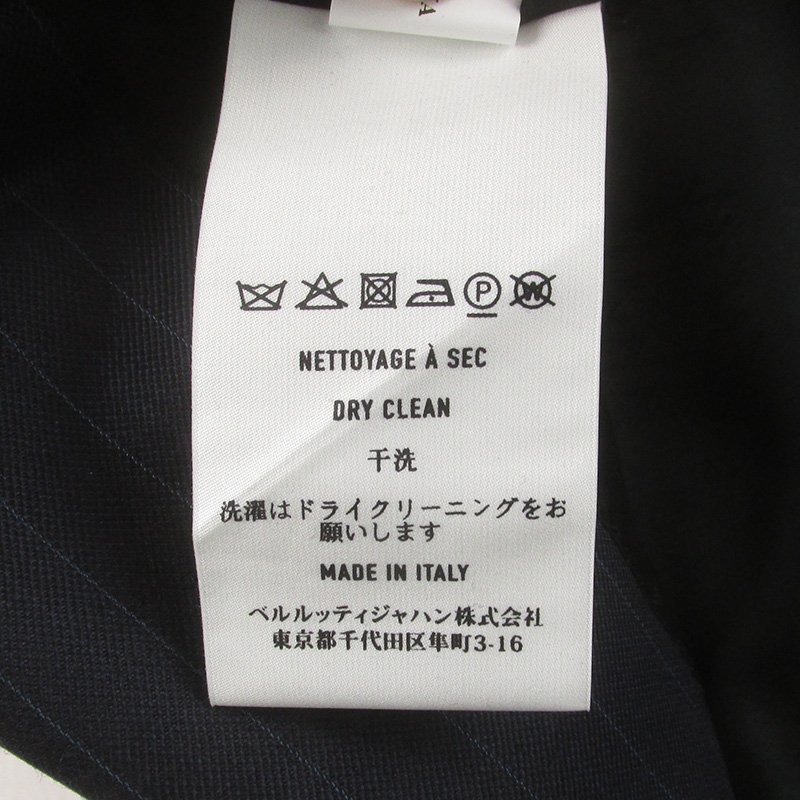 P W
NETTOYAGE À SEC
DRY CLEAN
干洗
洗濯はドライクリーニングをお
願いします
MADE IN ITALY
ベルルッティジャハン株式会社
東京都千代田区隼町3-16